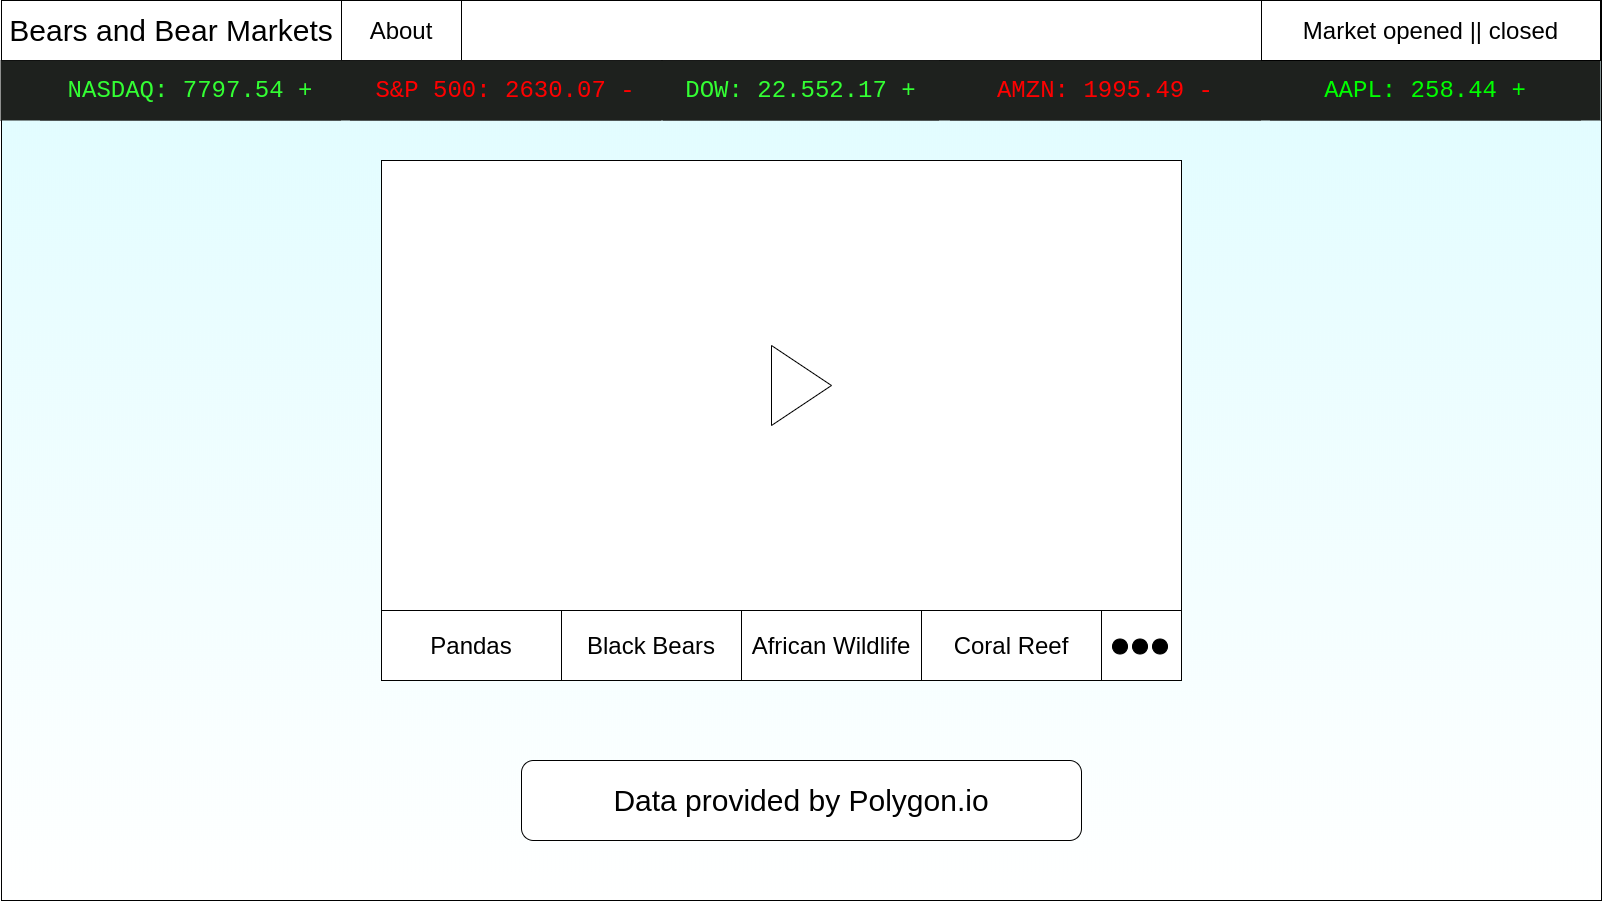 Bears and Bear Markets
About
Market opened || closed
NASDAQ: 7797.54 +
S&P 500: 2630.07 -
DOW: 22.552.17 +
AMZN: 1995.49 -
AAPL: 258.44 +
Pandas
Black Bears
African Wildlife
Coral Reef
Data provided by Polygon.io